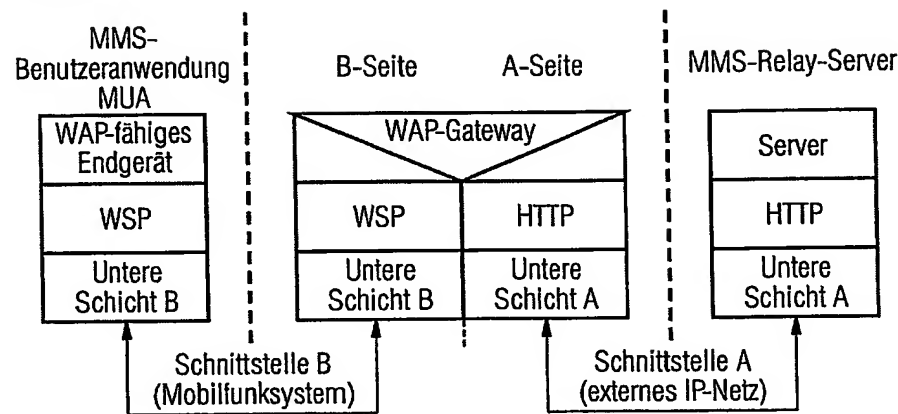 MMS-
Benutzeranwendung
MUA
B-Seite
A-Seite
MMS-Relay-Server
WAP-fähiges
Endgerät
WSP
Untere
Schicht B
WAP-Gateway
WSP
HTTP
Untere
Schicht B
Untere
Schicht A
Server
HTTP
Untere
Schicht A
Schnittstelle B
(Mobilfunksystem)
Schnittstelle A
(externes IP-Netz)